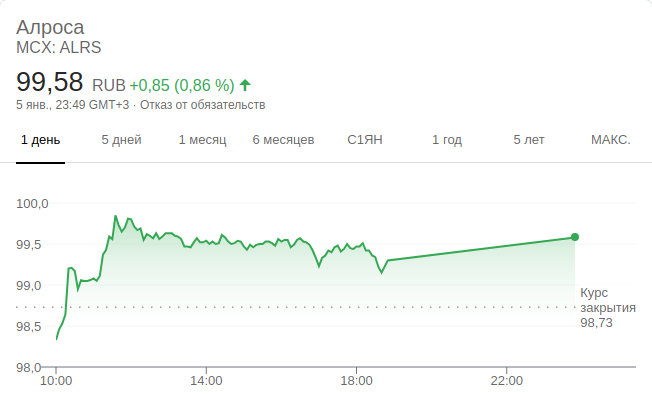 Алроса
MCX: ALRS
99,58 RUB +0,85 (0,86 %)
5 янв., 23:49 GMT+3 · Отказ от обязательств
1 день 5 дней 1 месяц 6 месяцев С1ЯН 1 год 5 лет МАКС.
100,0
99,5
99,0
98,5
98,0
Курс
закрытия
98,73
10:00 14:00 18:00 22:00